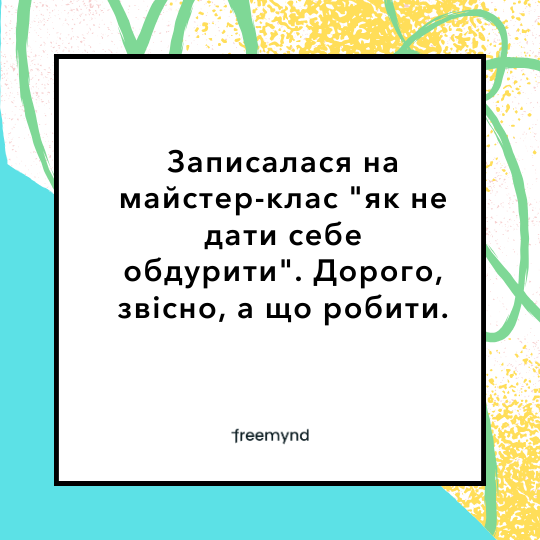 Записалася на
майстер-клас "як не
дати себе
обдурити". Дорого,
звісно, а що робити.
freemynd